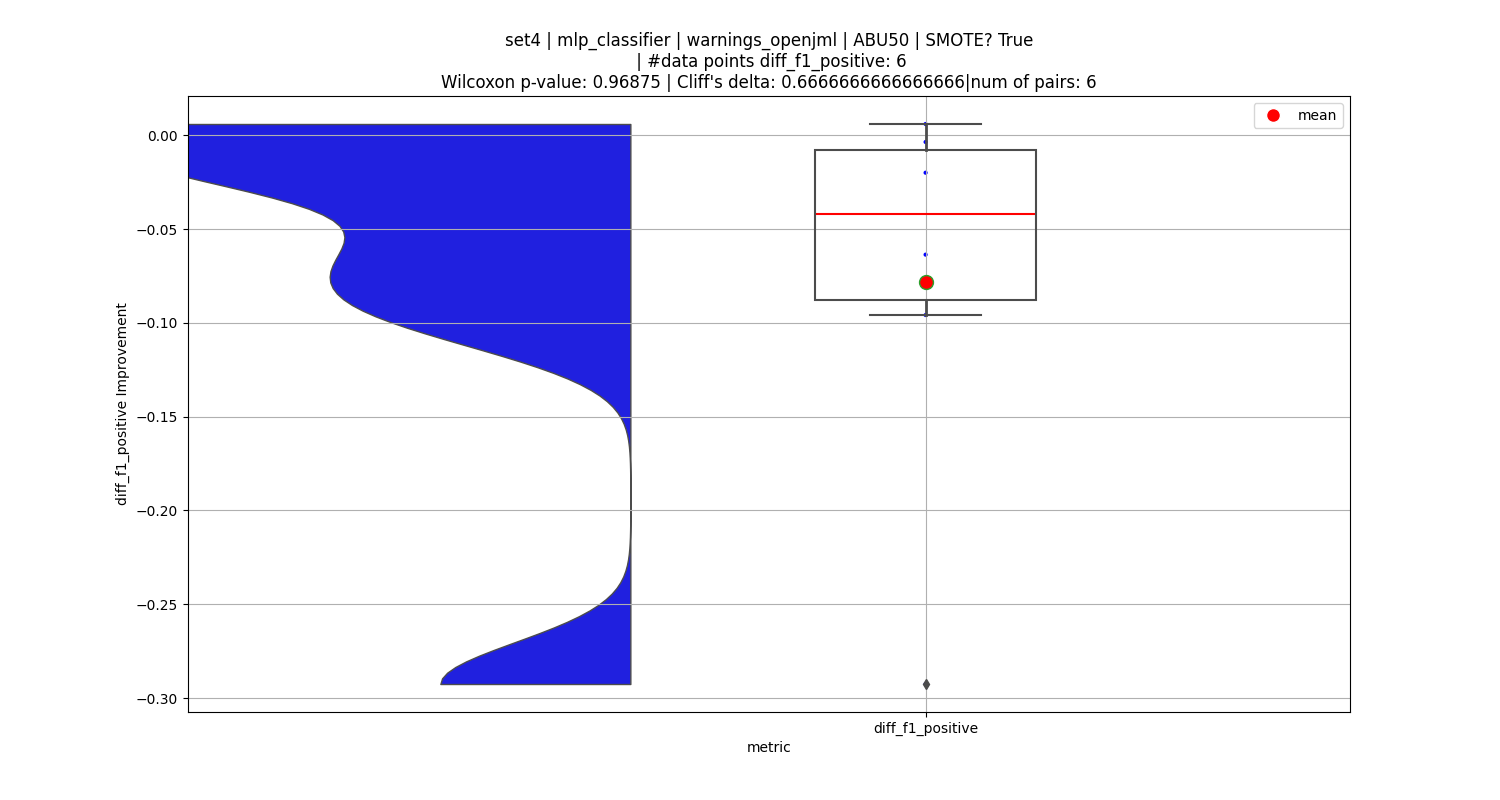 set4 | mlp_classifier | warnings_openjml | ABU50 | SMOTE? True
| #data points diff_f1_positive: 6
Wilcoxon p-value: 0.96875 | Cliff's delta: 0.6666666666666666|num of pairs: 6
mean
0.00
−0.05
−0.10
−0.15
−0.20
−0.25
−0.30
diff_f1_positive Improvement
diff_f1_positive
metric